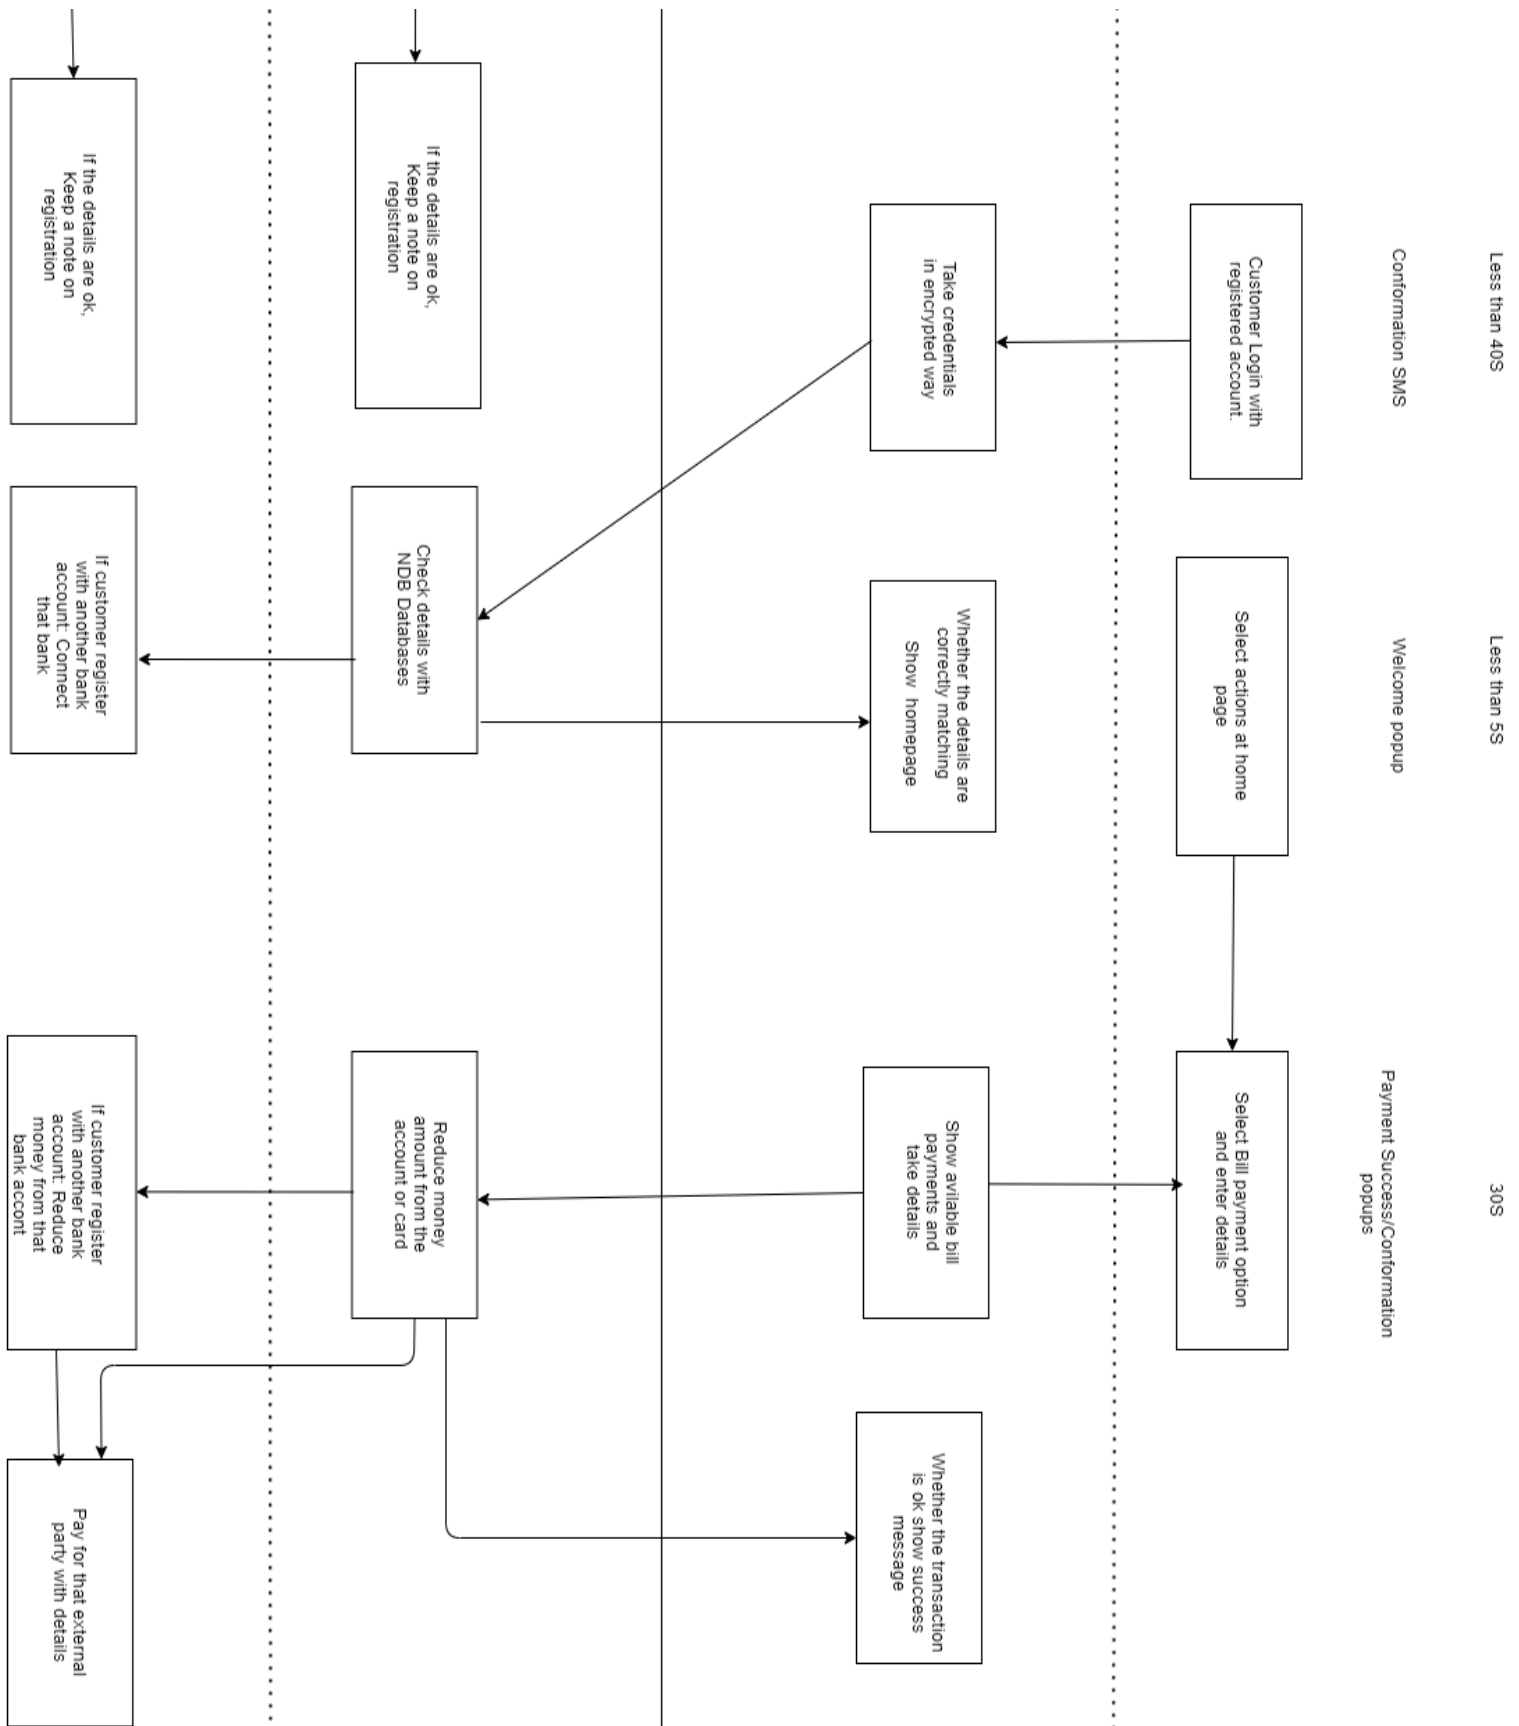 Less than 40S
Less than 5S
30S
Conformation SMS
Welcome popup
Payment Success/Conformation
popups
Customer Login with
registered account.
Select actions at home
page
Select Bill payment option
and enter details
Take credentials
in encrypted way
Whether the details are
correctly matching
Show homepage
Show avilable bill
payments and
take details
Whether the transaction
is ok show success
message
If the details are ok,
Keep a note on
registration
Check details with
NDB Databases
Reduce money
amount from the
account or card
If the details are ok,
Keep a note on
registration
If customer register
with another bank
account: Connect
that bank
If customer register
with another bank
account: Reduce
money from that
bank accont
Pay for that external
party with details